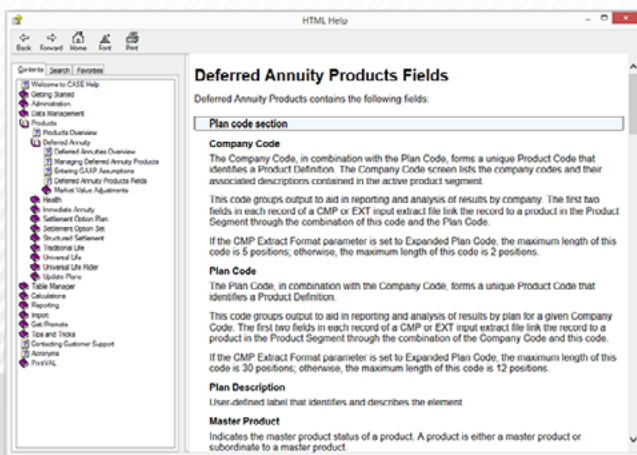 HTML Help
Back Forward Home Font Print
Contents Search Favorites
Welcome to CASE Help
Getting Started
Administration
Data Management
Products
Products Overview
Deferred Annuity
Deferred Annuities Overview
Managing Deferred Annuity Products
Entering GAAP Assumptions
Deferred Annuity Products Fields
Market Value Adjustments
Health
Immediate Annuity
Settlement Option Plan
Settlement Option Set
Structured Settlement
Traditional Life
Universal Life
Universal Life Rider
Update Plans
Table Manager
Calculations
Reporting
Import
Get/Promote
Tips and Tricks
Contacting Customer Support
Acronyms
PrintVAL
Deferred Annuity Products Fields
Deferred Annuity Products contains the following fields:
Plan code section
Company Code
The Company Code, in combination with the Plan Code, forms a unique Product Code that
identifies a Product Definition. The Company Code screen lists the company codes and their
associated descriptions contained in the active product segment.
This code groups output to aid in reporting and analysis of results by company. The first two
fields in each record of a CMP or EXT input extract file link the record to a product in the Product
Segment through the combination of this code and the Plan Code.
If the CMP Extract Format parameter is set to Expanded Plan Code, the maximum length of this
code is 5 positions; otherwise, the maximum length of this code is 2 positions.
Plan Code
The Plan Code, in combination with the Company Code, forms a unique Product Code that
identifies a Product Definition.
This code groups output to aid in reporting and analysis of results by plan for a given Company
Code. The first two fields in each record of a CMP or EXT input extract file link the record to a
product in the Product Segment through the combination of the Company Code and this code.
If the CMP Extract Format parameter is set to Expanded Plan Code, the maximum length of this
code is 30 positions; otherwise, the maximum length of this code is 12 positions.
Plan Description
User-defined label that identifies and describes the element
Master Product
Indicates the master product status of a product. A product is either a master product or
subordinate to a master product.